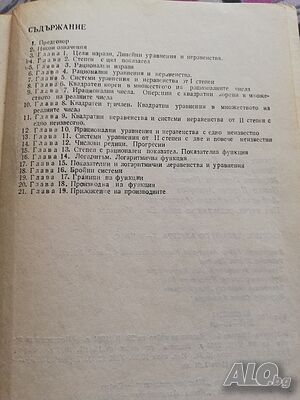 СЪДЪРЖАНИЕ
1. Предговор
2. Някои означения
3. Глава 1. Цели изрази. Линейни уравнения и неравенства.
4. Глава 2. Степен с цял показател
5. Глава 3. Рационални изрази
6. Глава 4. Рационални уравнения и неравенства.
7. Глава 5. Системи уравнения и неравенства от I степен
8. Глава 6. Квадратен корен в множеството на рационалните числа
9. Глава 7. Ирационални числа. Операции с квадратни корени в множеството на реалните числа
10. Глава 8. Квадратен тричлен. Квадратни уравнения в множеството на реалните числа
11. Глава 9. Квадратни неравенства и системи неравенства от II степен с едно неизвестно.
12. Глава 10. Ирационални уравнения и неравенства с едно неизвестно
13. Глава 11. Системи уравнения от II степен с две и повече неизвестни
14. Глава 12. Числови редици. Прогресии
15. Глава 13. Степен с рационален показател. Показателна функция
16. Глава 14. Логаритъм. Логаритмична функция
17. Глава 15. Показателни и логаритмични неравенства и уравнения
18. Глава 16. Бройни системи
19. Глава 17. Граници на функции
20. Глава 18. Производна на функция
21. Глава 19. Приложение на производните
ALO.bg